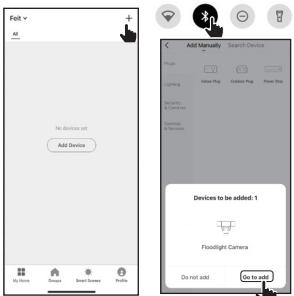 Feit
All
No devices yet
Add Device
My Home
Groups
Smart Scenes
Profile
Add Manually
Search Device
Plugs
Indoor Plug
Outdoor Plug
Power Strip
Lighting
Security
& Cameras
Controls
& Sensors
Devices to be added: 1
Floodlight Camera
Do not add
Go to add